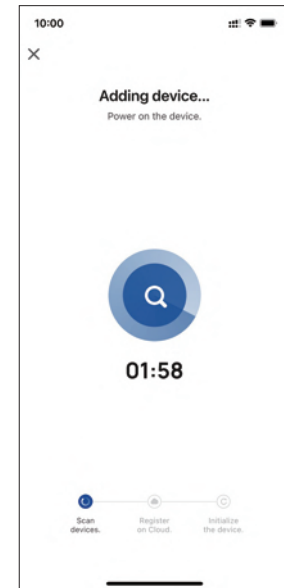 10:00
Adding device...
Power on the device.
01:58
Scan
devices.
Register
on Cloud.
Initialize
the device.